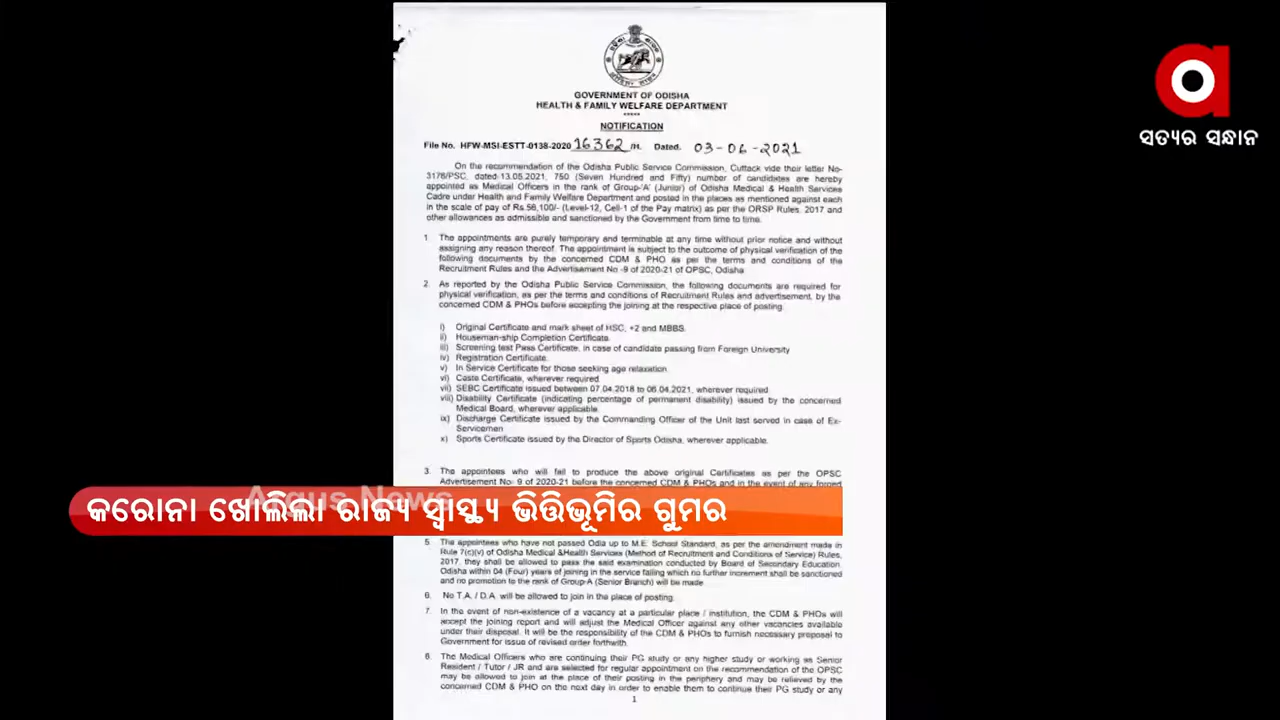 GOVERNMENT OF ODISHA
HEALTH & FAMILY WELFARE DEPARTMENT
*****
NOTIFICATION
File No. HFW-MSI-ESTT-0138-2020 16362 /H. Dated. 03-06-2021
On the recommendation of the Odisha Public Service Commission, Cuttack vide their letter No-
3176/PSC, dated-13.05.2021, 750 (Seven Hundred and Fifty) number of candidates are hereby
appointed as Medical Officers in the rank of Group-'A' (Junior) of Odisha Medical & Health Services
Cadre under Health and Family Welfare Department and posted in the places as mentioned against each
in the scale of pay of Rs.56,100/- (Level-12, Cell-1 of the Pay matrix) as per the ORSP Rules, 2017 and
other allowances as admissible and sanctioned by the Government from time to time.
1 The appointments are purely temporary and terminable at any time without prior notice and without
assigning any reason thereof. The appointment is subject to the outcome of physical verification of the
following documents by the concerned CDM & PHO as per the terms and conditions of the
Recruitment Rules and the Advertisement No -9 of 2020-21 of OPSC, Odisha
2. As reported by the Odisha Public Service Commission, the following documents are required for
physical verification, as per the terms and conditions of Recruitment Rules and advertisement, by the
concerned CDM & PHOs before accepting the joining at the respective place of posting.
i) Original Certificate and mark sheet of HSC, +2 and MBBS.
ii) Houseman-ship Completion Certificate.
iii) Screening test Pass Certificate, in case of candidate passing from Foreign University
iv) Registration Certificate.
v) In Service Certificate for those seeking age relaxation.
vi) Caste Certificate, wherever required
vii) SEBC Certificate issued between 07.04.2018 to 06.04.2021, wherever required
viii) Disability Certificate (indicating percentage of permanent disability) issued by the concerned
Medical Board, wherever applicable.
ix) Discharge Certificate issued by the Commanding Officer of the Unit last served in case of Ex-
Servicemen
x) Sports Certificate issued by the Director of Sports Odisha, wherever applicable.
3. The appointees who will fail to produce the above original Certificates as per the OPSC
Advertisement No- 9 of 2020-21 before the concerned CDM & PHOs and in the event of any forged
Argus News
କରୋନା ଖୋଲିଲା ରାଜ୍ୟ ସ୍ୱାସ୍ଥ୍ୟ ଭିତ୍ତିଭୂମିର ଗୁମର
5. The appointees who have not passed Odia up to M.E. School Standard, as per the amendment made in
Rule 7(c)(v) of Odisha Medical &Health Services (Method of Recruitment and Conditions of Service) Rules,
2017, they shall be allowed to pass the said examination conducted by Board of Secondary Education.
Odisha within 04 (Four) years of joining in the service failing which no further increment shall be sanctioned
and no promotion to the rank of Group-A (Senior Branch) will be made
6. No T.A. / D.A. will be allowed to join in the place of posting.
7. In the event of non-existence of a vacancy at a particular place / institution, the CDM & PHOs will
accept the joining report and will adjust the Medical Officer against any other vacancies available
under their disposal. It will be the responsibility of the CDM & PHOs to furnish necessary proposal to
Government for issue of revised order forthwith.
8. The Medical Officers who are continuing their PG study or any higher study or working as Senior
Resident / Tutor / JR and are selected for regular appointment on the recommendation of the OPSC
may be allowed to join at the place of their posting in the periphery and may be relieved by the
concerned CDM & PHO on the next day in order to enable them to continue their PG study or any
1
ସତ୍ୟର ସନ୍ଧାନ